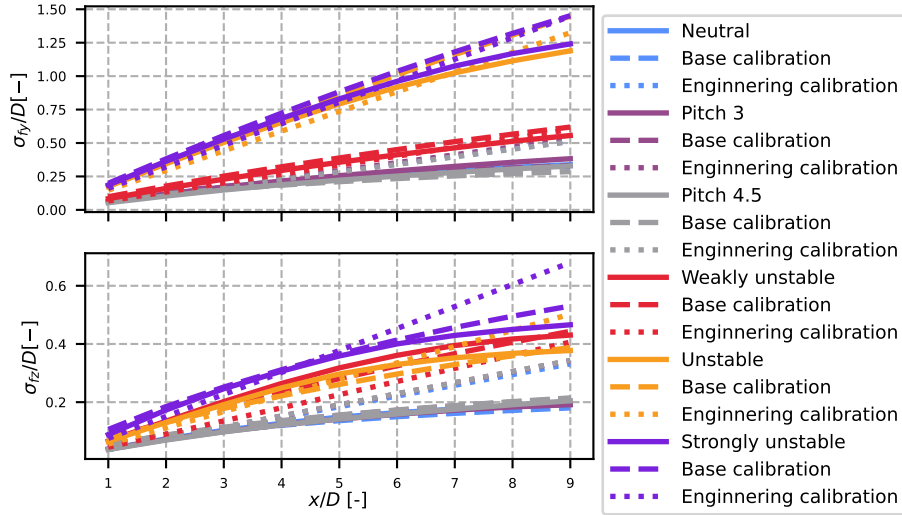 1.50
1.25
1.00
0.75
0.50
0.25
0.00
σfy/D[−]
0.6
0.4
0.2
σfz/D[−]
1 2 3 4 5 6 7 8 9
x/D [-]
Neutral
Base calibration
Enginnering calibration
Pitch 3
Base calibration
Enginnering calibration
Pitch 4.5
Base calibration
Enginnering calibration
Weakly unstable
Base calibration
Enginnering calibration
Unstable
Base calibration
Enginnering calibration
Strongly unstable
Base calibration
Enginnering calibration